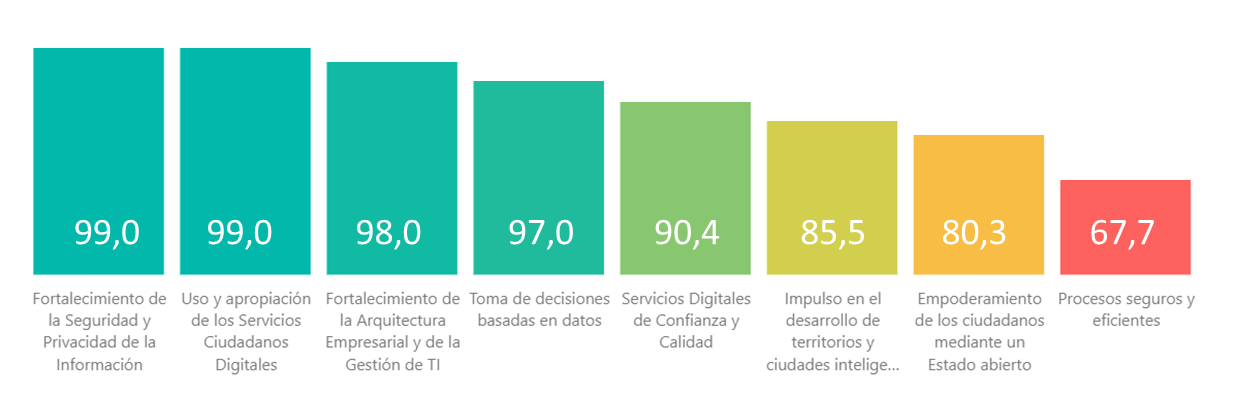 99,0
99,0
98,0
97,0
90,4
85,5
80,3
67,7
Fortalecimiento de
la Seguridad y
Privacidad de la
Información
Uso y apropiación
de los Servicios
Ciudadanos
Digitales
Fortalecimiento de
la Arquitectura
Empresarial y de la
Gestión de TI
Toma de decisiones
basadas en datos
Servicios Digitales
de Confianza y
Calidad
Impulso en el
desarrollo de
territorios y
ciudades intelige...
Empoderamiento
de los ciudadanos
mediante un
Estado abierto
Procesos seguros y
eficientes